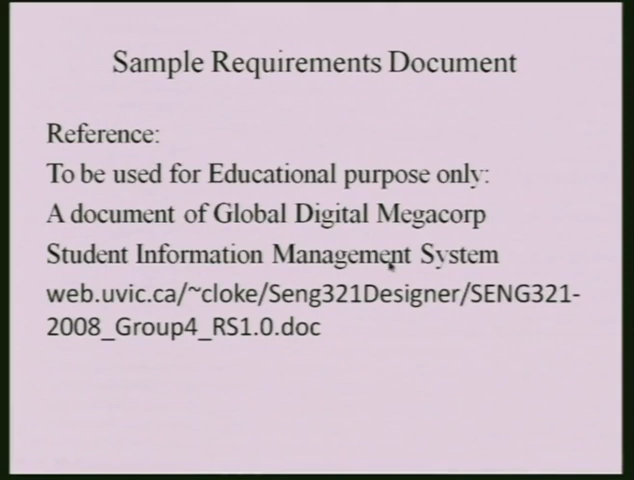 Sample Requirements Document
Reference:
To be used for Educational purpose only:
A document of Global Digital Megacorp
Student Information Management System
web.uvic.ca/~cloke/Seng321Designer/SENG321-
2008_Group4_RS1.0.doc